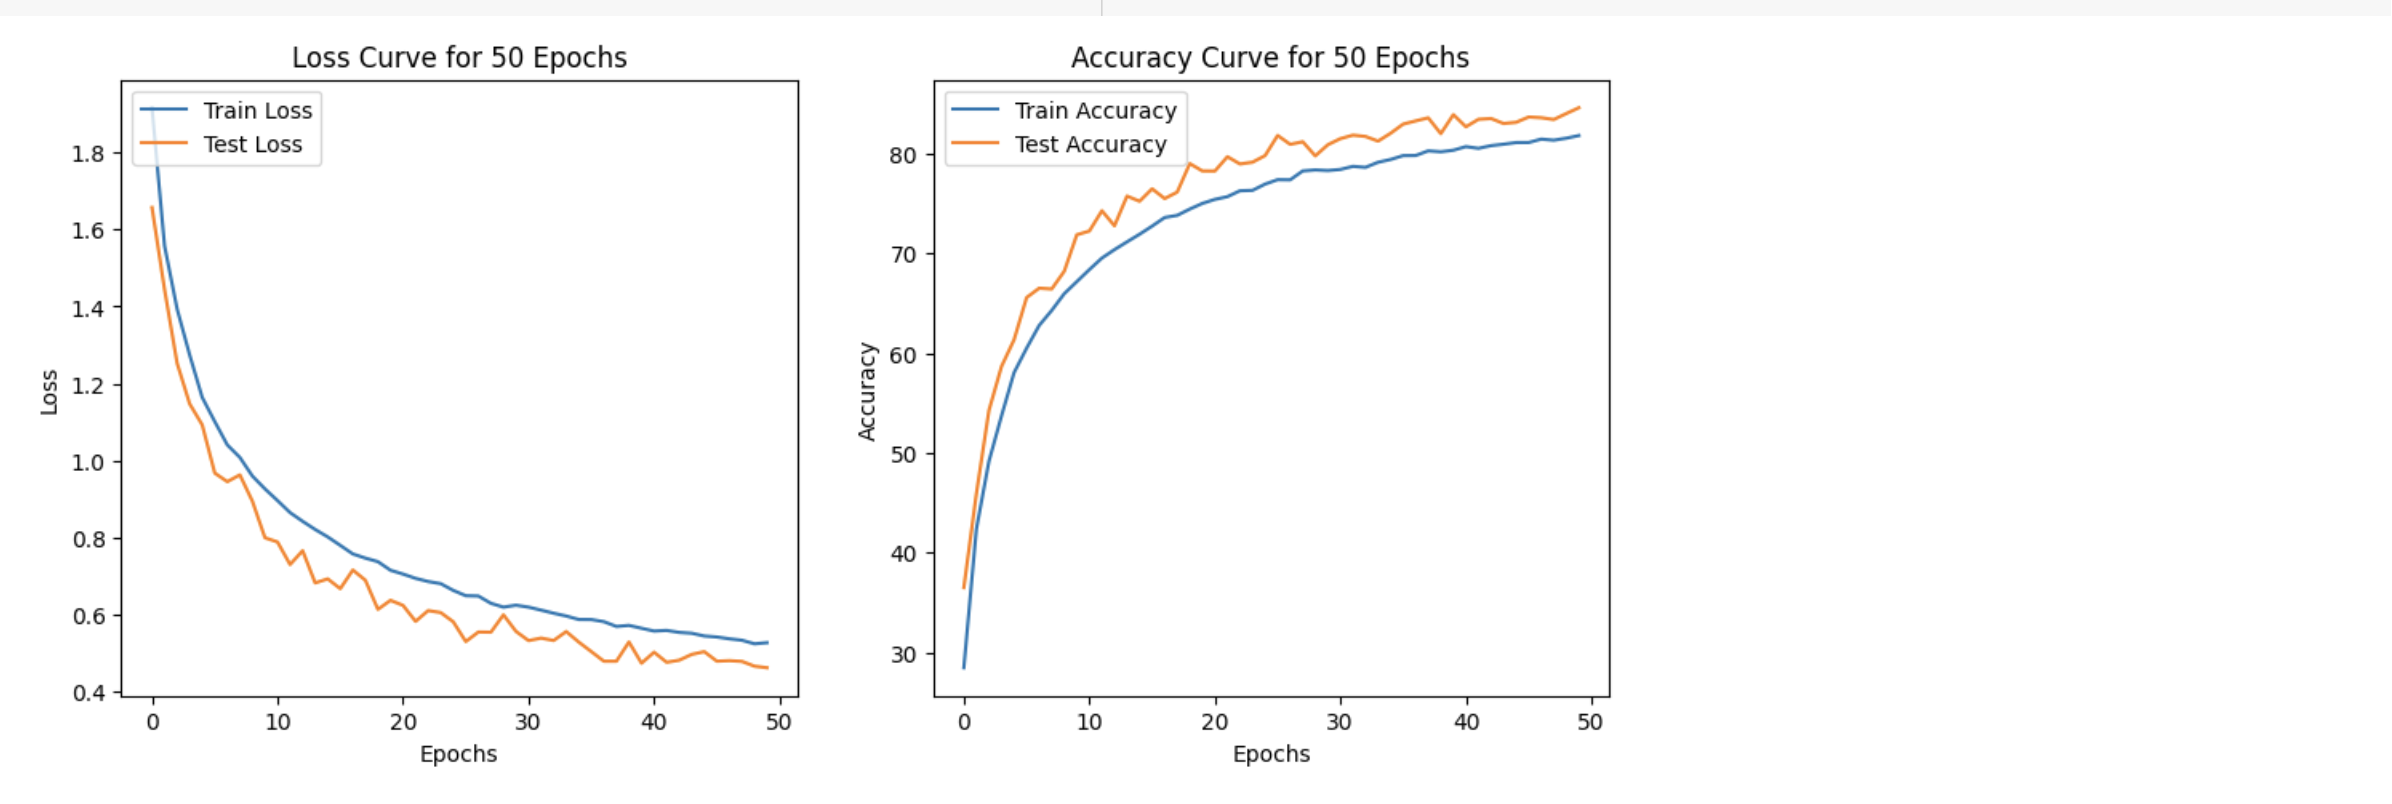 Loss Curve for 50 Epochs
Train Loss
Test Loss
1.8
1.6
1.4
1.2
1.0
0.8
0.6
0.4
Loss
0 10 20 30 40 50
Epochs
Accuracy Curve for 50 Epochs
Train Accuracy
Test Accuracy
80
70
60
50
40
30
Accuracy
0 10 20 30 40 50
Epochs